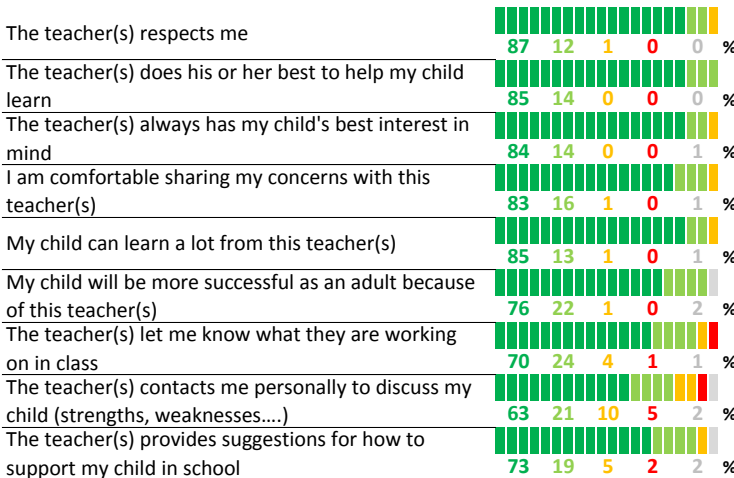 The teacher(s) respects me
87 12 1 0 0 %
The teacher(s) does his or her best to help my child
learn
85 14 0 0 0 %
The teacher(s) always has my child's best interest in
mind
84 14 0 0 1 %
I am comfortable sharing my concerns with this
teacher(s)
83 16 1 0 1 %
My child can learn a lot from this teacher(s)
85 13 1 0 1 %
My child will be more successful as an adult because
of this teacher(s)
76 22 1 0 2 %
The teacher(s) let me know what they are working
on in class
70 24 4 1 1 %
The teacher(s) contacts me personally to discuss my
child (strengths, weaknesses....)
63 21 10 5 2 %
The teacher(s) provides suggestions for how to
support my child in school
73 19 5 2 2 %